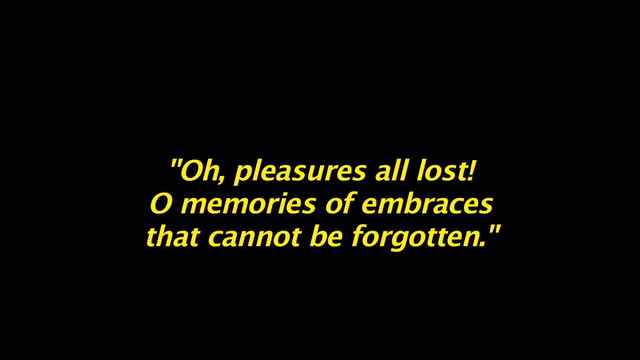 "Oh, pleasures all lost!
O memories of embraces
that cannot be forgotten."